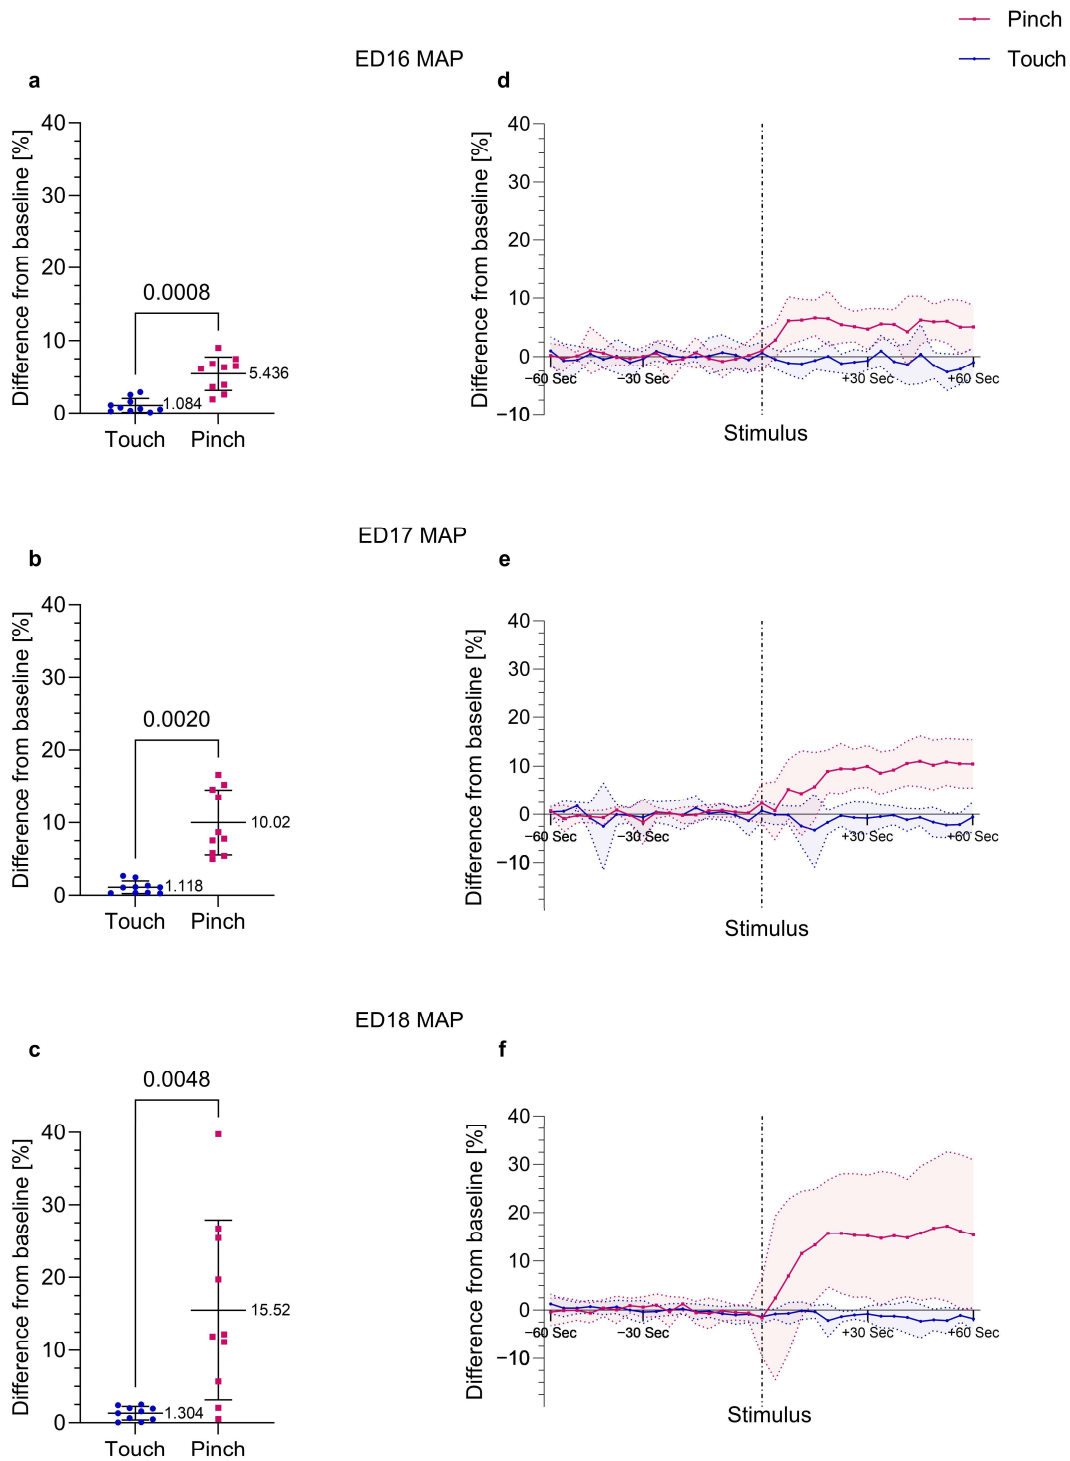 Pinch
Touch
ED16 MAP
a
d
Difference from baseline [%]
40
30
20
10
0
0.0008
5.436
1.084
Touch
Pinch
Difference from baseline [%]
40
30
20
10
0
−10
−60 Sec
−30 Sec
+30 Sec
+60 Sec
Stimulus
ED17 MAP
b
e
Difference from baseline [%]
40
30
20
10
0
0.0020
10.02
1.118
Touch
Pinch
Difference from baseline [%]
40
30
20
10
0
−10
−60 Sec
−30 Sec
+30 Sec
+60 Sec
Stimulus
ED18 MAP
c
f
Difference from baseline [%]
40
30
20
10
0
0.0048
15.52
1.304
Touch
Pinch
Difference from baseline [%]
40
30
20
10
0
−10
−60 Sec
−30 Sec
+30 Sec
+60 Sec
Stimulus